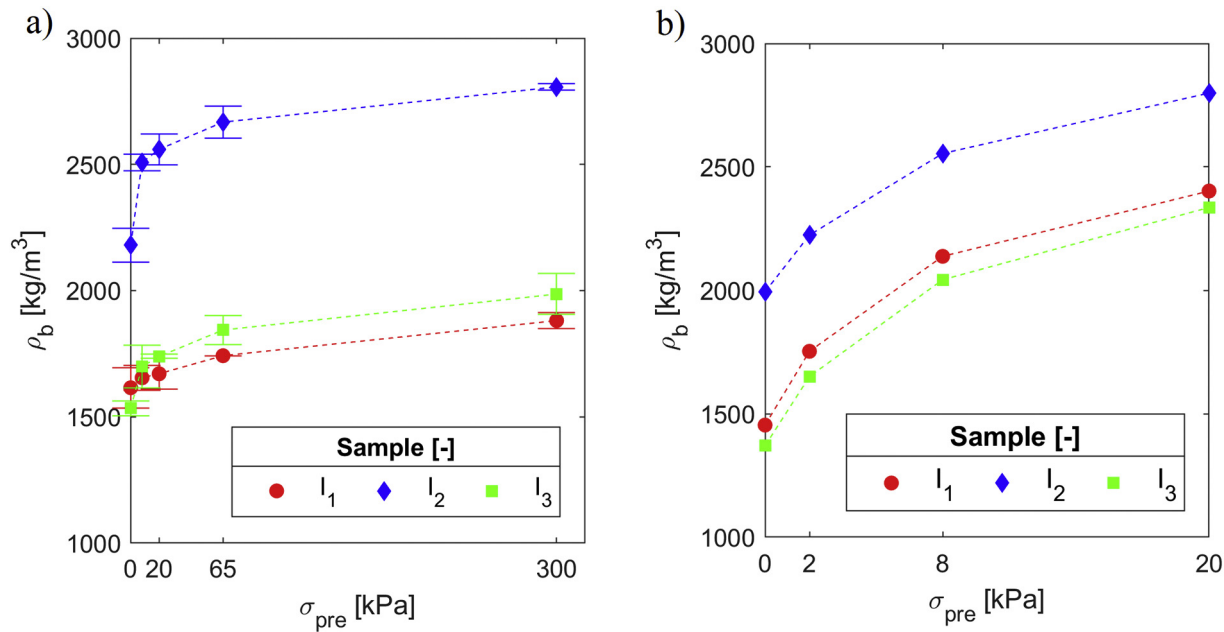 a)
3000
2500
2000
1500
1000
ρb [kg/m³]
Sample [-]
I1 I2 I3
0 20 65 300
σpre [kPa]
b)
3000
2500
2000
1500
1000
ρb [kg/m³]
Sample [-]
I1 I2 I3
0 2 8 20
σpre [kPa]